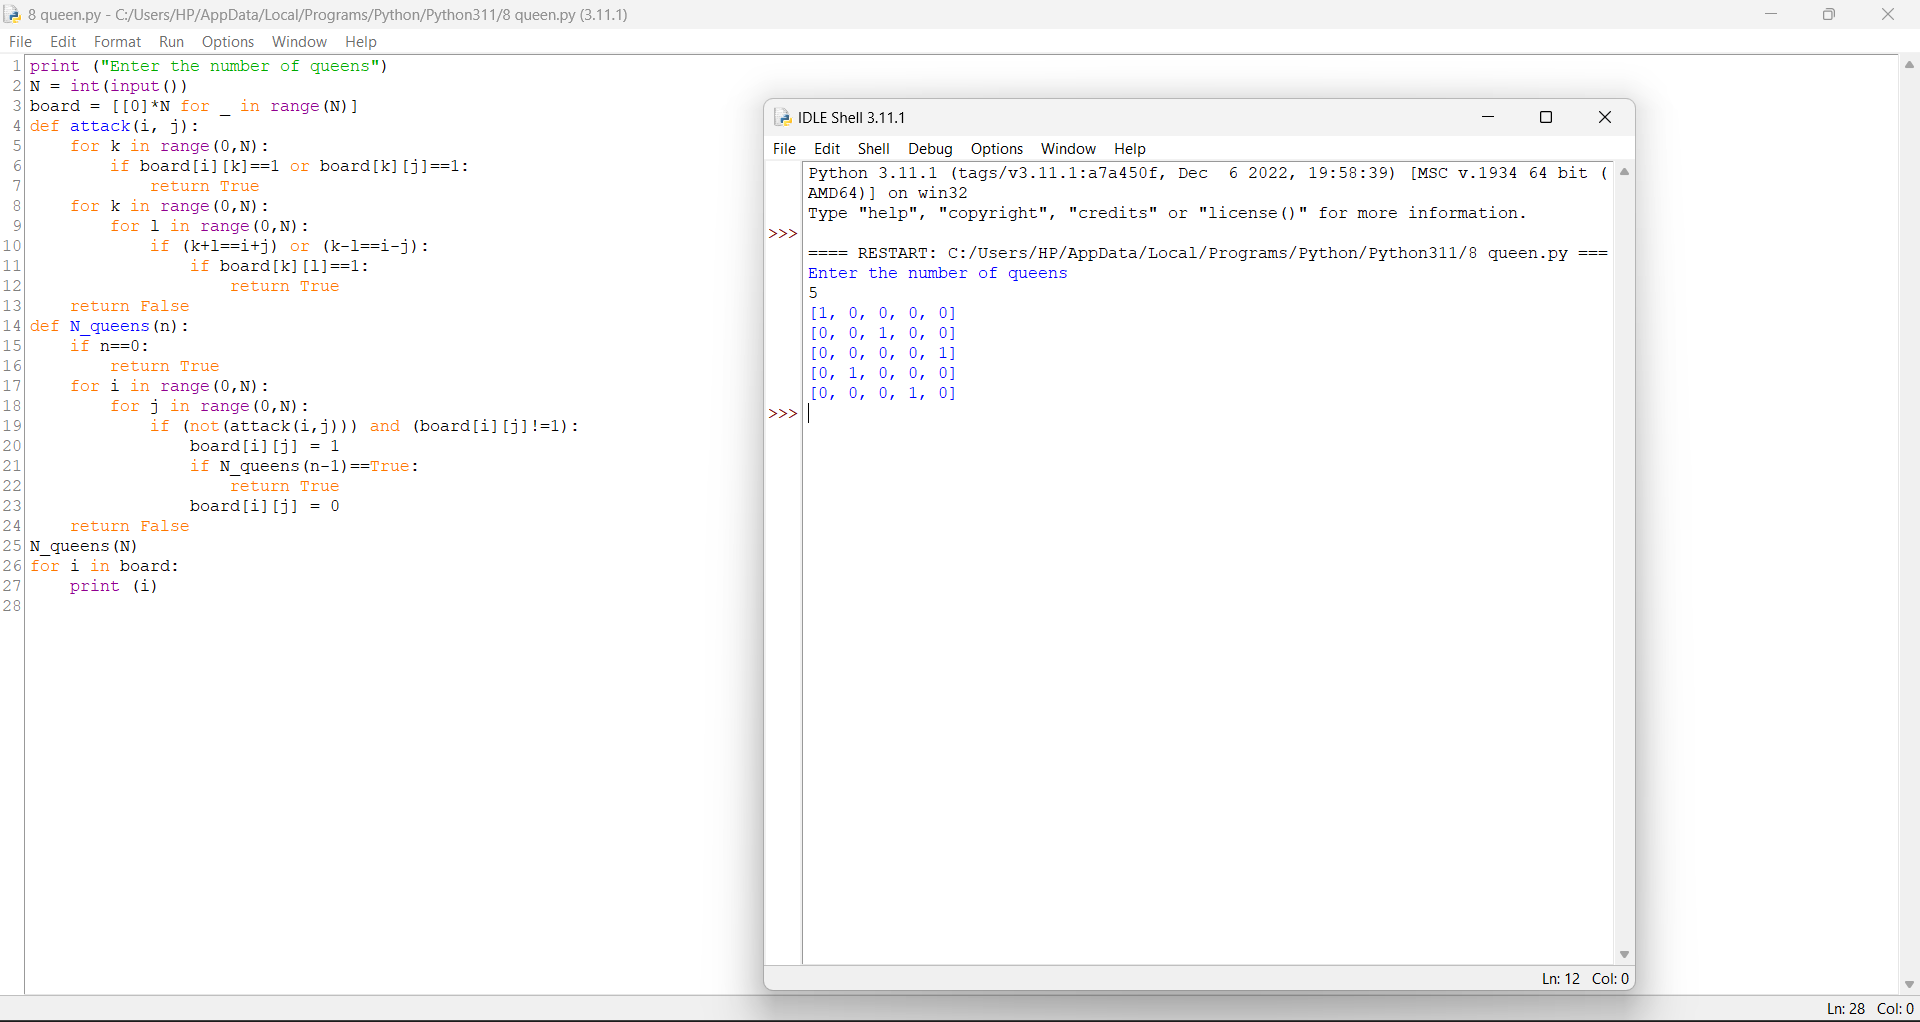 8 queen.py - C:/Users/HP/AppData/Local/Programs/Python/Python311/8 queen.py (3.11.1)
File Edit Format Run Options Window Help
1 print ("Enter the number of queens")
2 N = int(input())
3 board = [[0]*N for _ in range(N)]
4 def attack(i, j):
5     for k in range(0,N):
6         if board[i][k]==1 or board[k][j]==1:
7             return True
8     for k in range(0,N):
9         for l in range(0,N):
10             if (k+l==i+j) or (k-l==i-j):
11                 if board[k][l]==1:
12                     return True
13     return False
14 def N_queens(n):
15     if n==0:
16         return True
17     for i in range(0,N):
18         for j in range(0,N):
19             if (not(attack(i,j))) and (board[i][j]!=1):
20                 board[i][j] = 1
21                 if N_queens(n-1)==True:
22                     return True
23                 board[i][j] = 0
24     return False
25 N_queens(N)
26 for i in board:
27     print (i)
28
IDLE Shell 3.11.1
File Edit Shell Debug Options Window Help
Python 3.11.1 (tags/v3.11.1:a7a450f, Dec  6 2022, 19:58:39) [MSC v.1934 64 bit (
AMD64)] on win32
Type "help", "copyright", "credits" or "license()" for more information.
>>>
==== RESTART: C:/Users/HP/AppData/Local/Programs/Python/Python311/8 queen.py ===
Enter the number of queens
5
[1, 0, 0, 0, 0]
[0, 0, 1, 0, 0]
[0, 0, 0, 0, 1]
[0, 1, 0, 0, 0]
[0, 0, 0, 1, 0]
>>>
Ln: 12 Col: 0
Ln: 28 Col: 0